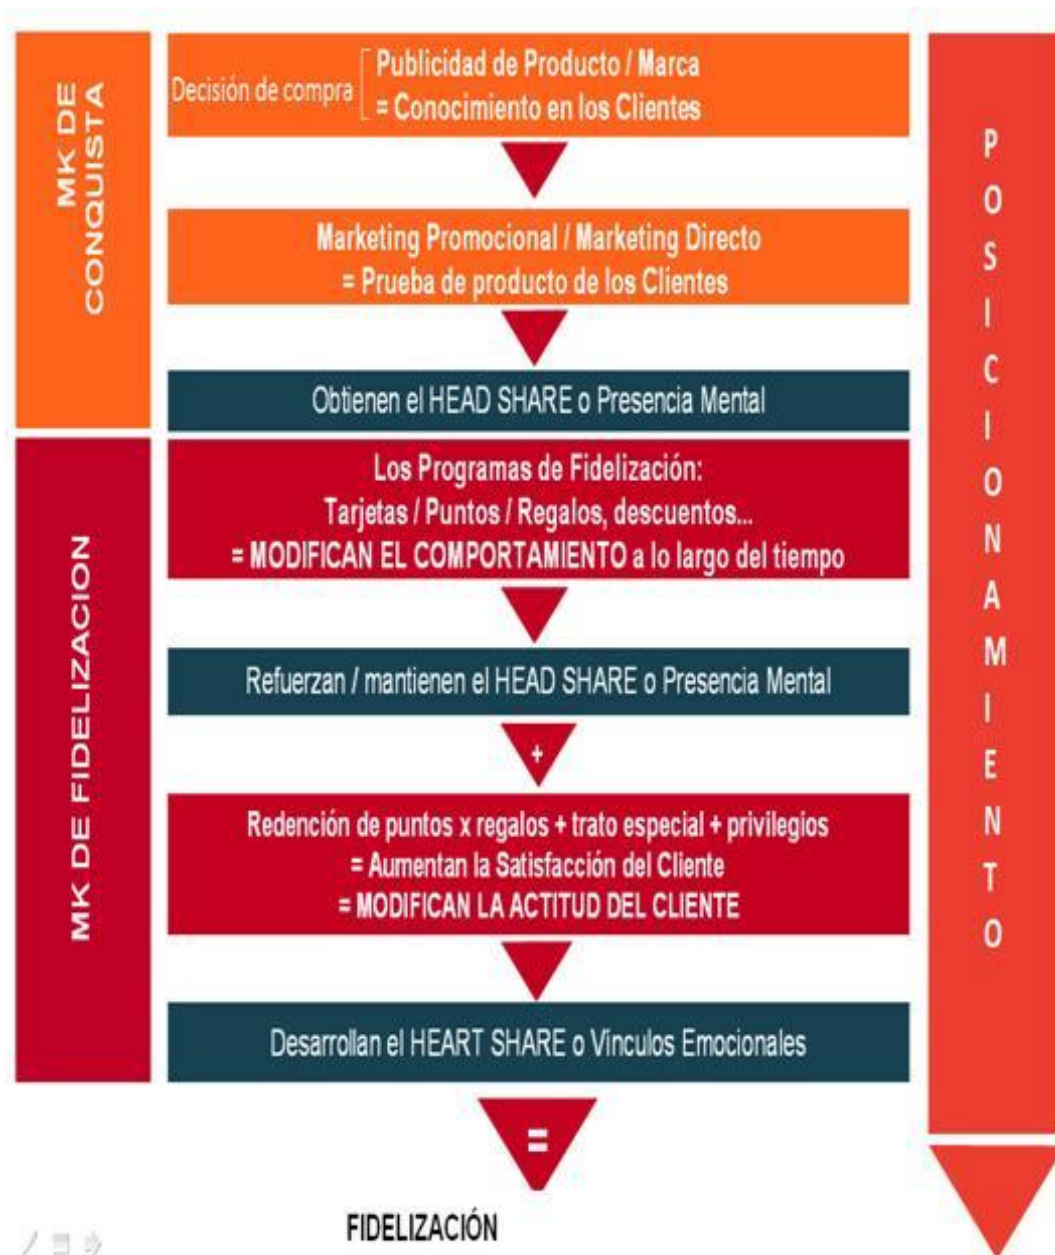 MK DE
CONQUISTA
Decisión de compra
Publicidad de Producto / Marca
= Conocimiento en los Clientes
Marketing Promocional / Marketing Directo
= Prueba de producto de los Clientes
Obtienen el HEAD SHARE o Presencia Mental
MK DE FIDELIZACION
Los Programas de Fidelización:
Tarjetas / Puntos / Regalos, descuentos...
= MODIFICAN EL COMPORTAMIENTO a lo largo del tiempo
Refuerzan / mantienen el HEAD SHARE o Presencia Mental
+
Redención de puntos x regalos + trato especial + privilegios
= Aumentan la Satisfacción del Cliente
= MODIFICAN LA ACTITUD DEL CLIENTE
Desarrollan el HEART SHARE o Vínculos Emocionales
=
FIDELIZACIÓN
POSICIONAMIENTO